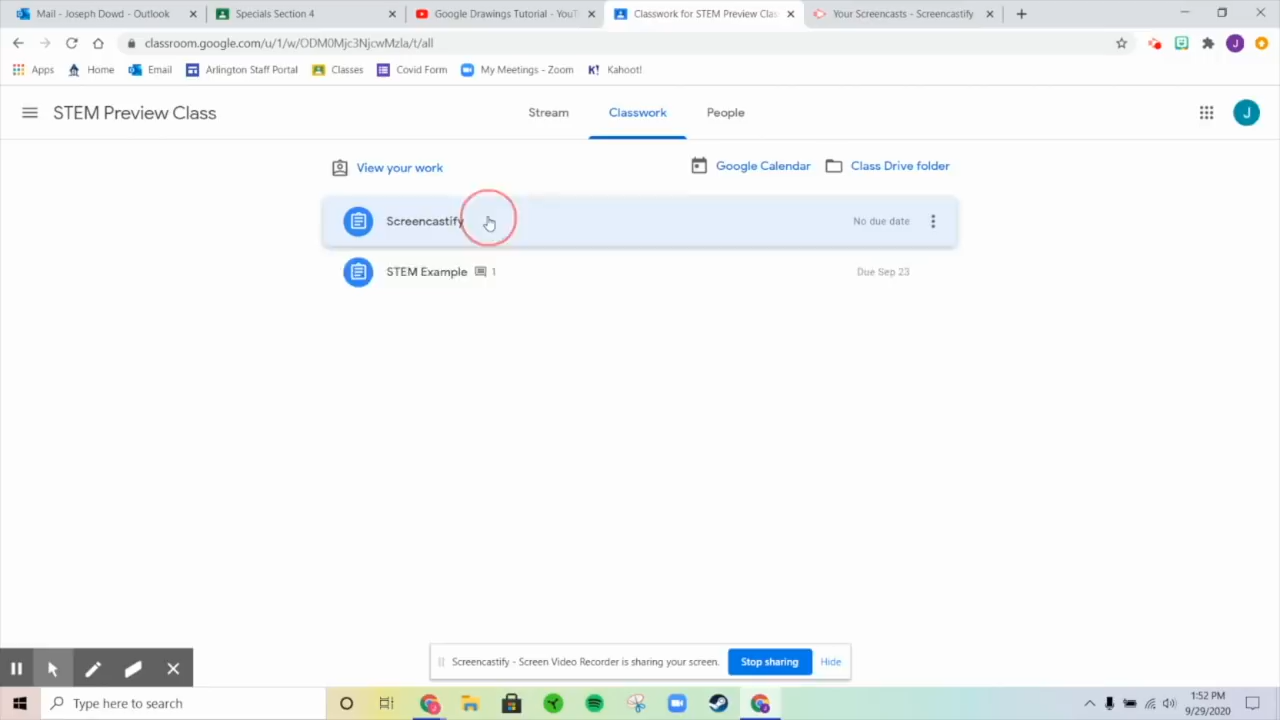 Mail - Joseph Dowd - Outlook
Specials Section 4
Google Drawings Tutorial - YouT
Classwork for STEM Preview Clas
Your Screencasts - Screencastify
classroom.google.com/u/1/w/ODM0Mjc3NjcwMzla/t/all
Apps
Home
Email
Arlington Staff Portal
Classes
Covid Form
My Meetings - Zoom
K! Kahoot!
STEM Preview Class
Stream
Classwork
People
J
View your work
Google Calendar
Class Drive folder
Screencastify
No due date
STEM Example 1
Due Sep 23
Screencastify - Screen Video Recorder is sharing your screen.
Stop sharing
Hide
Type here to search
1:52 PM
9/29/2020